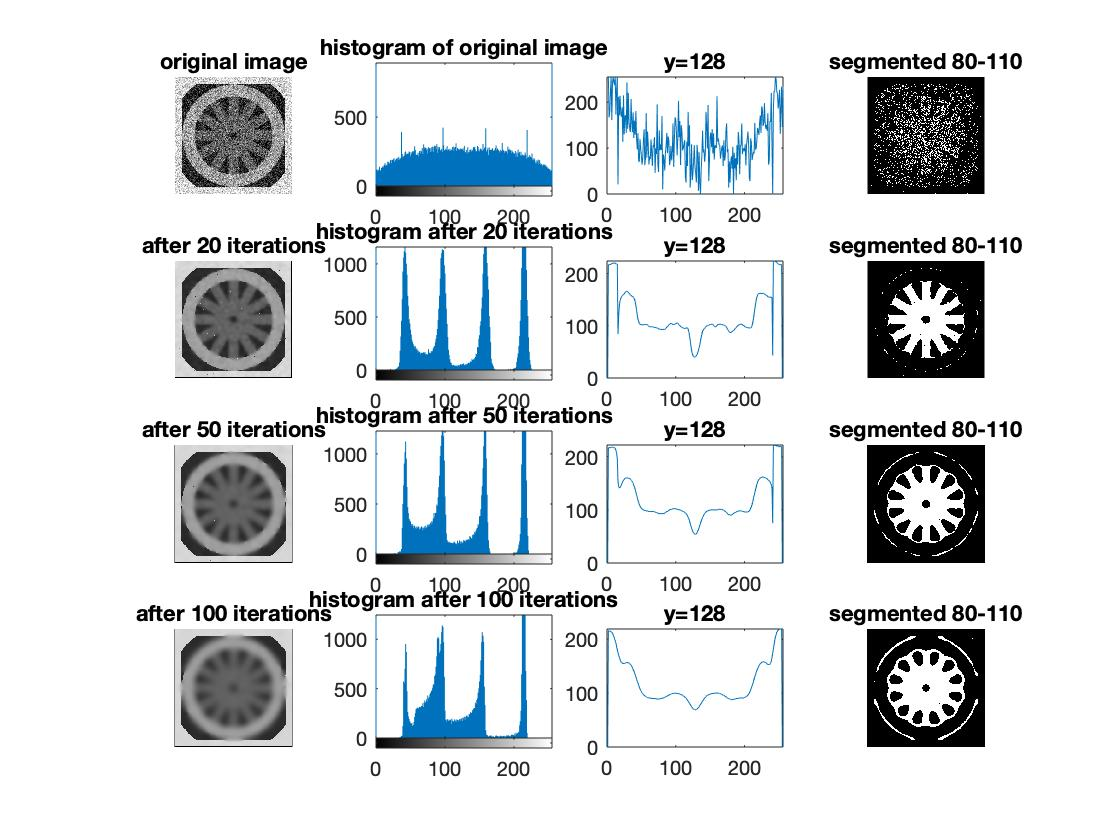 original image
histogram of original image
y=128
segmented 80-110
500
0
0 100 200
200
100
0
0 100 200
after 20 iterations
histogram after 20 iterations
y=128
segmented 80-110
1000
500
0
0 100 200
200
100
0
0 100 200
after 50 iterations
histogram after 50 iterations
y=128
segmented 80-110
1000
500
0
0 100 200
200
100
0
0 100 200
after 100 iterations
histogram after 100 iterations
y=128
segmented 80-110
1000
500
0
0 100 200
200
100
0
0 100 200